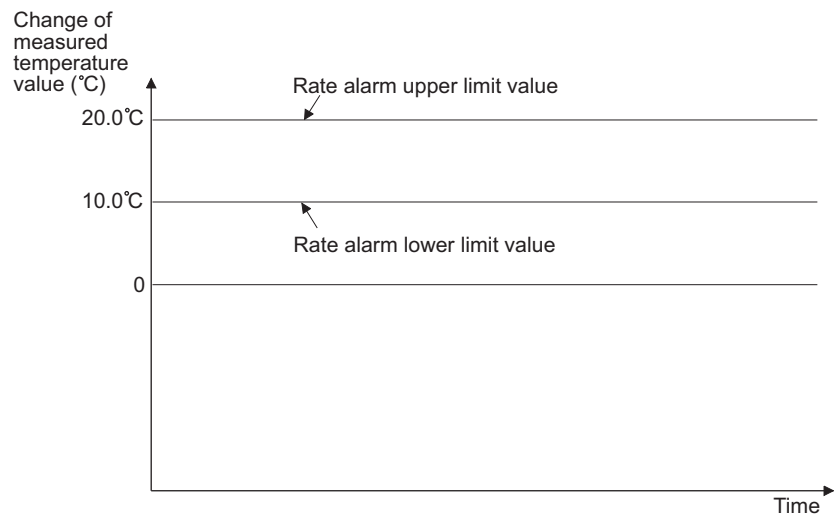 Change of
measured
temperature
value (℃)
Rate alarm upper limit value
20.0℃
10.0℃
Rate alarm lower limit value
0
Time